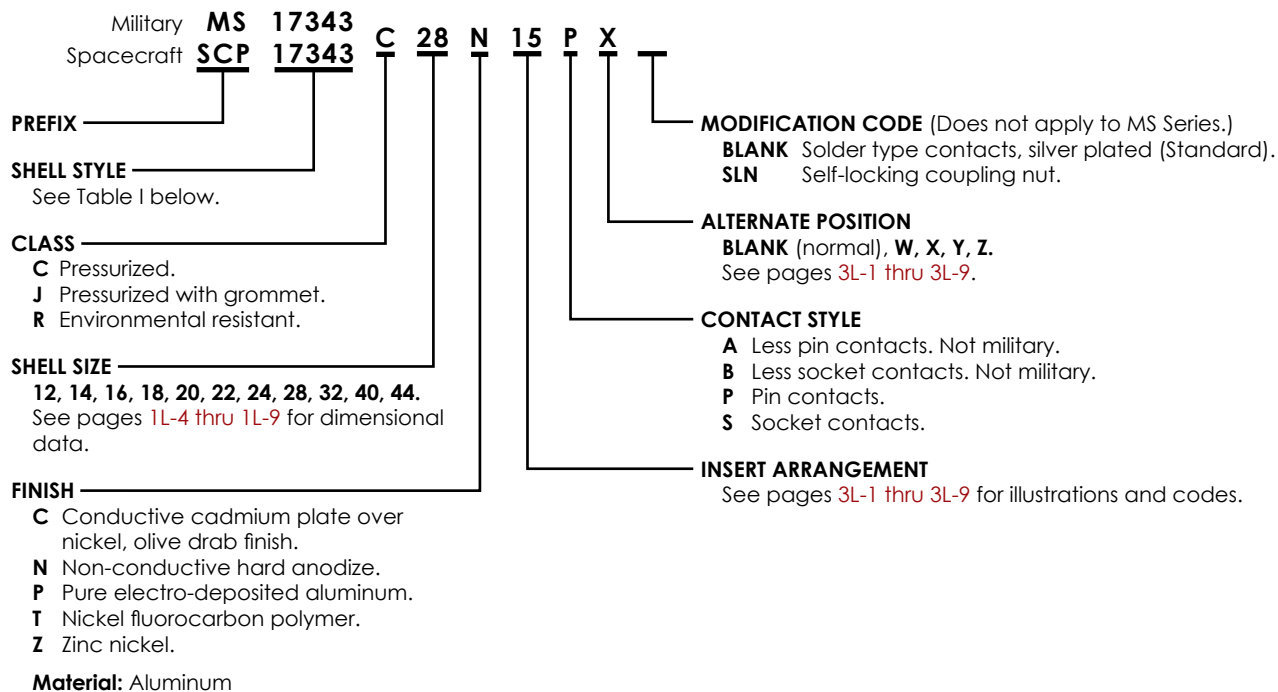 Military MS 17343
Spacecraft SCP 17343 C 28 N 15 P X
PREFIX
SHELL STYLE
See Table I below.
CLASS
C Pressurized.
J Pressurized with grommet.
R Environmental resistant.
SHELL SIZE
12, 14, 16, 18, 20, 22, 24, 28, 32, 40, 44.
See pages 1L-4 thru 1L-9 for dimensional
data.
FINISH
C Conductive cadmium plate over
nickel, olive drab finish.
N Non-conductive hard anodize.
P Pure electro-deposited aluminum.
T Nickel fluorocarbon polymer.
Z Zinc nickel.
Material: Aluminum
MODIFICATION CODE (Does not apply to MS Series.)
BLANK Solder type contacts, silver plated (Standard).
SLN Self-locking coupling nut.
ALTERNATE POSITION
BLANK (normal), W, X, Y, Z.
See pages 3L-1 thru 3L-9.
CONTACT STYLE
A Less pin contacts. Not military.
B Less socket contacts. Not military.
P Pin contacts.
S Socket contacts.
INSERT ARRANGEMENT
See pages 3L-1 thru 3L-9 for illustrations and codes.